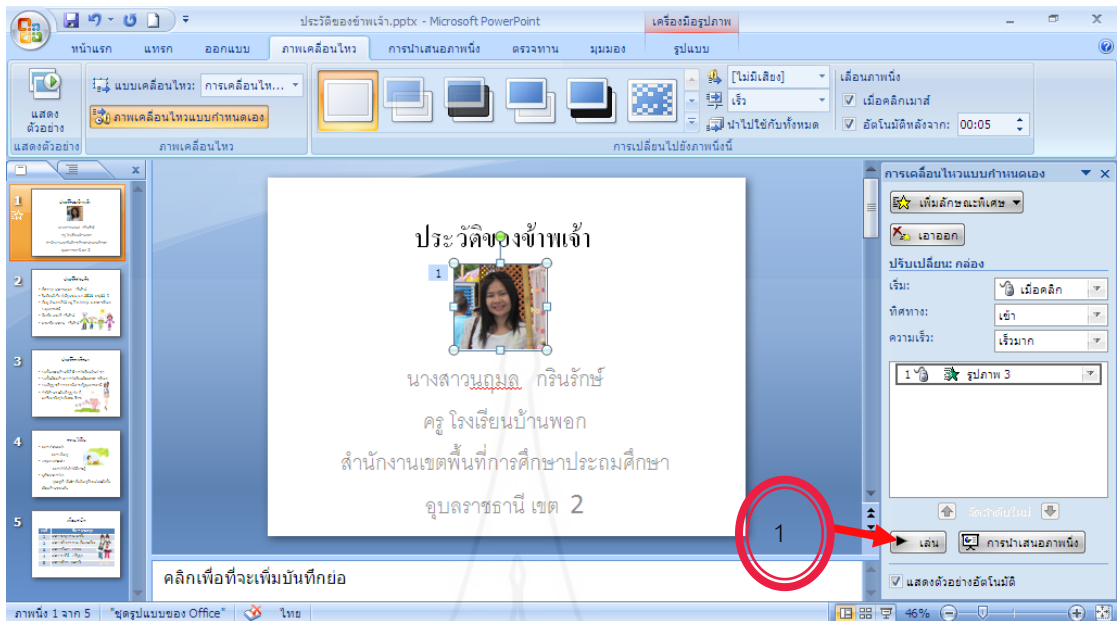 ประวัติของข้าพเจ้า.pptx - Microsoft PowerPoint
เครื่องมือรูปภาพ
หน้าแรก แทรก ออกแบบ ภาพเคลื่อนไหว การนำเสนอภาพนิ่ง ตรวจทาน มุมมอง รูปแบบ
แสดงตัวอย่าง
แบบเคลื่อนไหว: การเคลื่อนไห...
ภาพเคลื่อนไหวแบบกำหนดเอง
[ไม่มีเสียง]
เร็ว
นำไปใช้กับทั้งหมด
เลื่อนภาพนิ่ง
เมื่อคลิกเมาส์
อัตโนมัติหลังจาก: 00:05
แสดงตัวอย่าง ภาพเคลื่อนไหว การเปลี่ยนไปยังภาพนิ่งนี้
1
2
3
4
5
ประวัติของข้าพเจ้า
1
นางสาวนฤมล กรินรักษ์
ครู โรงเรียนบ้านพอก
สำนักงานเขตพื้นที่การศึกษาประถมศึกษา
อุบลราชธานี เขต 2
คลิกเพื่อที่จะเพิ่มบันทึกย่อ
การเคลื่อนไหวแบบกำหนดเอง
เพิ่มลักษณะพิเศษ
เอาออก
ปรับเปลี่ยน: กล่อง
เริ่ม: เมื่อคลิก
ทิศทาง: เข้า
ความเร็ว: เร็วมาก
1 รูปภาพ 3
จัดลำดับใหม่
1
เล่น การนำเสนอภาพนิ่ง
แสดงตัวอย่างอัตโนมัติ
ภาพนิ่ง 1 จาก 5 "ชุดรูปแบบของ Office" ไทย 46%